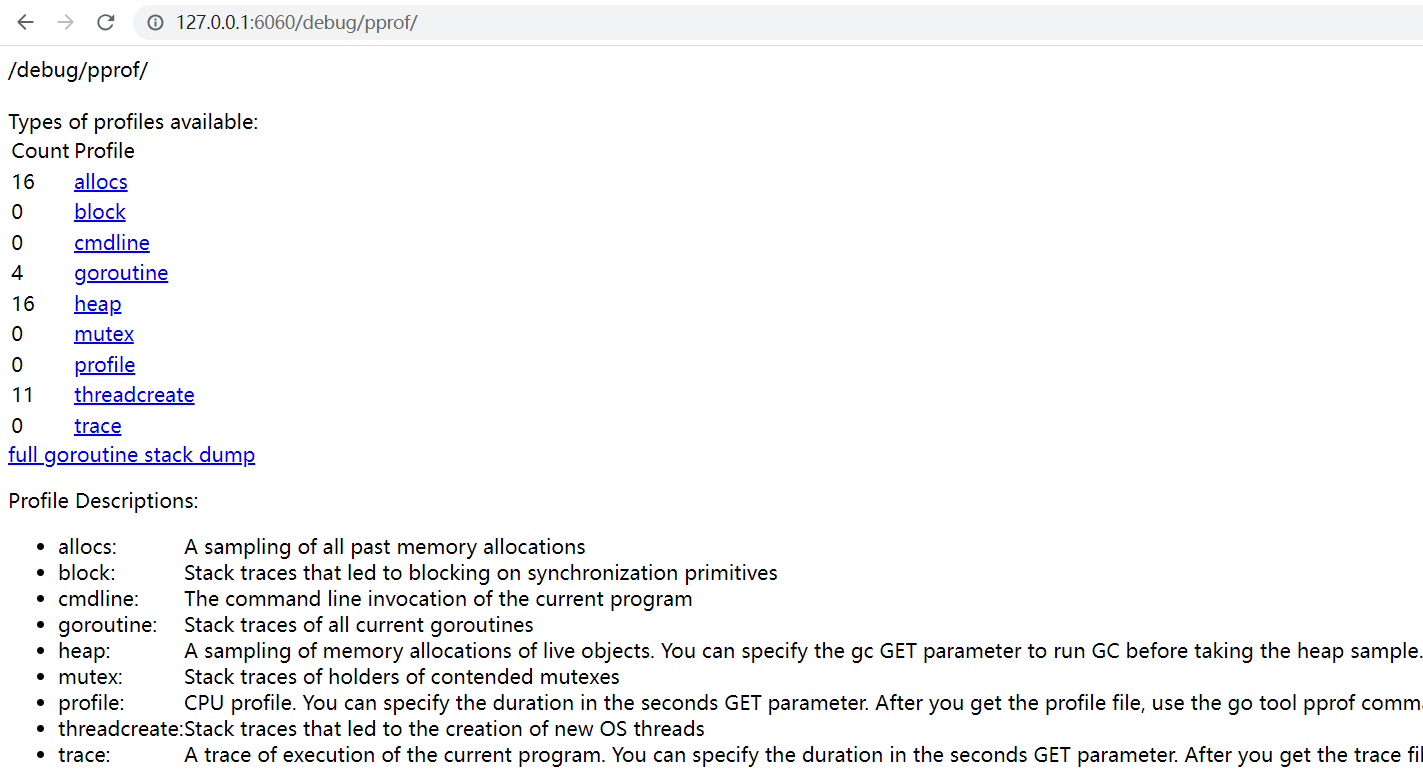 127.0.0.1:6060/debug/pprof/
/debug/pprof/
Types of profiles available:
Count Profile
16 allocs
0 block
0 cmdline
4 goroutine
16 heap
0 mutex
0 profile
11 threadcreate
0 trace
full goroutine stack dump
Profile Descriptions:
• allocs: A sampling of all past memory allocations
• block: Stack traces that led to blocking on synchronization primitives
• cmdline: The command line invocation of the current program
• goroutine: Stack traces of all current goroutines
• heap: A sampling of memory allocations of live objects. You can specify the gc GET parameter to run GC before taking the heap sample.
• mutex: Stack traces of holders of contended mutexes
• profile: CPU profile. You can specify the duration in the seconds GET parameter. After you get the profile file, use the go tool pprof
• threadcreate: Stack traces that led to the creation of new OS threads
• trace: A trace of execution of the current program. You can specify the duration in the seconds GET parameter. After you get the trace